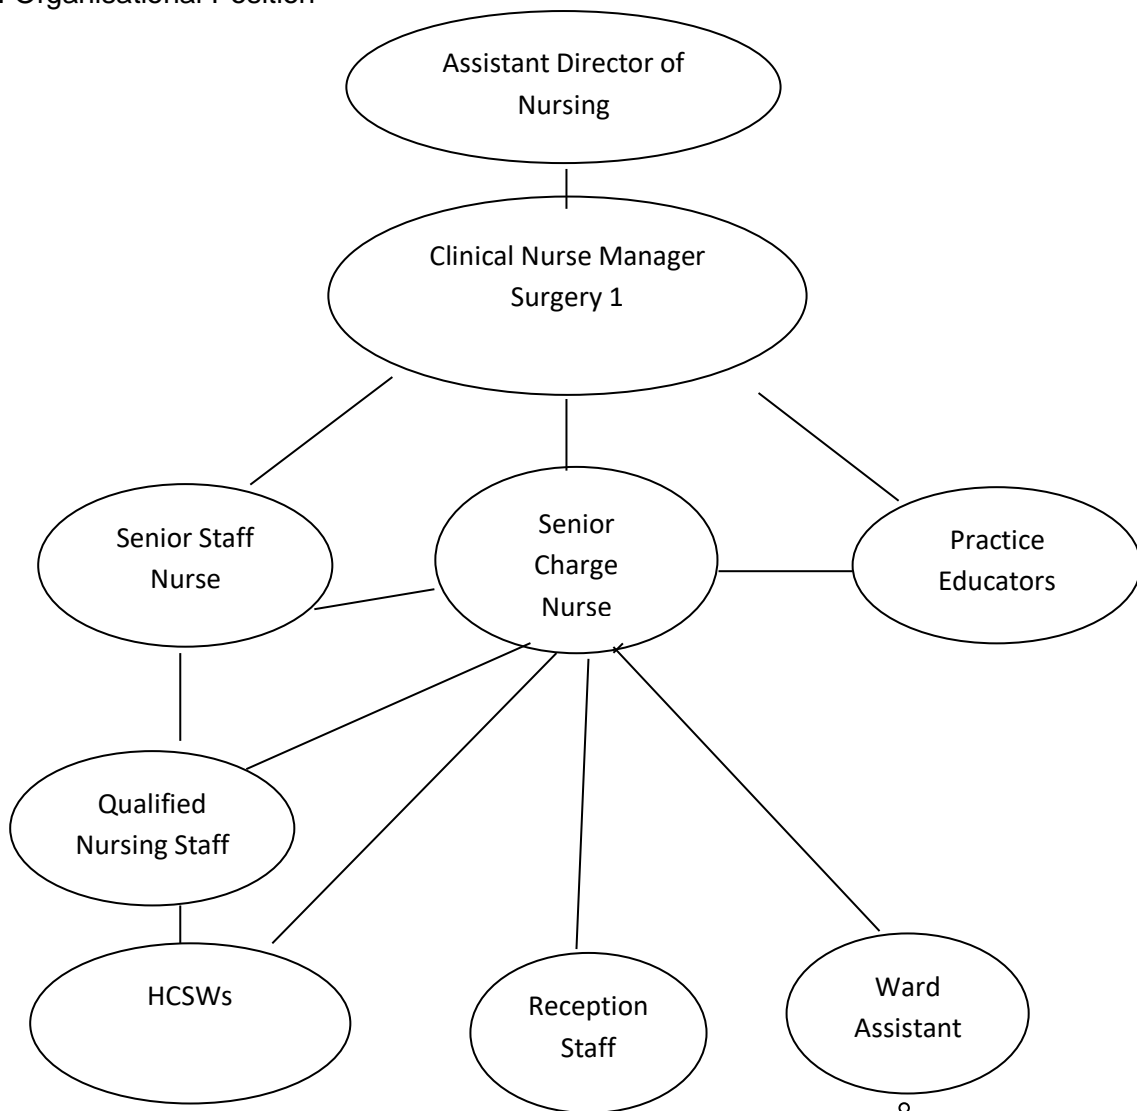 Organisational Position
Assistant Director of
Nursing
Clinical Nurse Manager
Surgery 1
Senior Staff
Nurse
Senior
Charge
Nurse
Practice
Educators
Qualified
Nursing Staff
HCSWs
Reception
Staff
Ward
Assistant